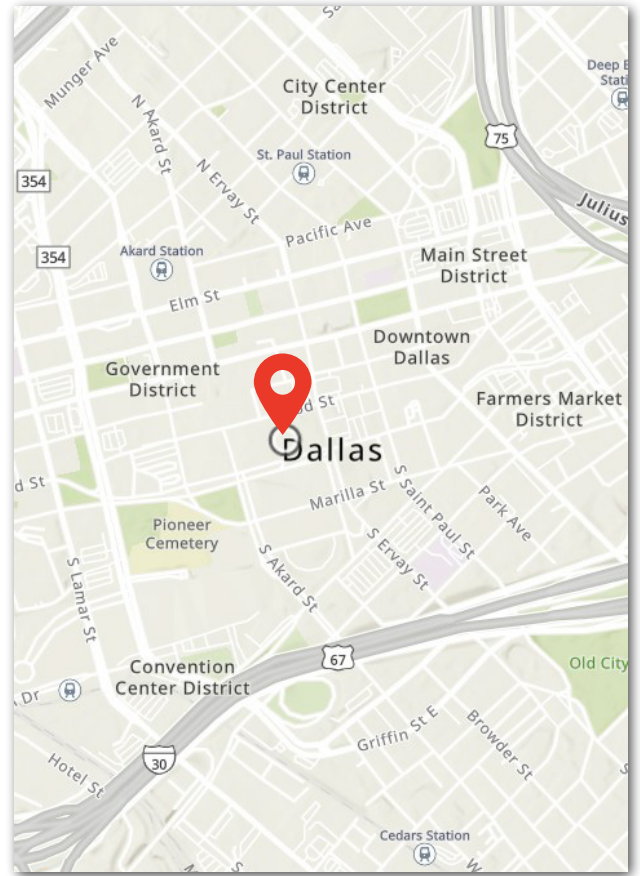 Munger Ave
City Center
District
Deep E
Stati
N Akard St
75
St. Paul Station
354
N Ervay St
Julius
Pacific Ave
354
Akard Station
Main Street
District
Elm St
Downtown
Dallas
Government
District
Farmers Market
District
od St
Dallas
d St
Marilla St
S Saint Paul St
Park Ave
Pioneer
Cemetery
S Ervay St
S Akard St
S Lamar St
67
Old City
Convention
Center District
Dr
Griffin St E
Browder St
30
Hotel St
Cedars Station